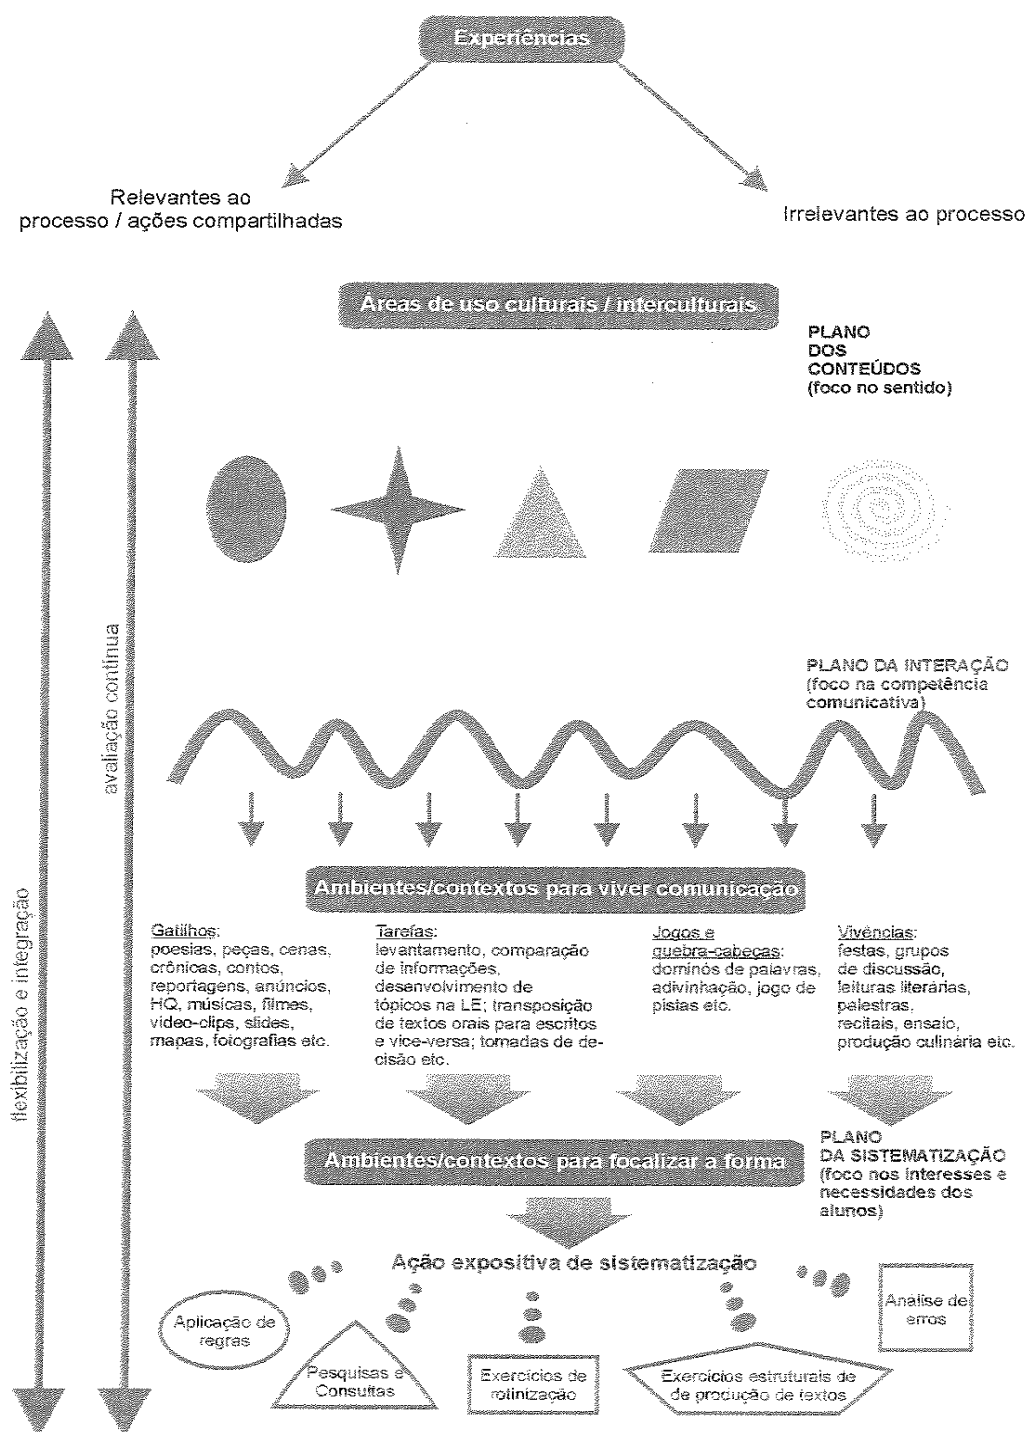 Experiências
Relevantes ao
processo / ações compartilhadas
Irrelevantes ao processo
Áreas de uso culturais / interculturais
PLANO
DOS
CONTEÚDOS
(foco no sentido)
flexibilização e integração
avaliação contínua
PLANO DA INTERAÇÃO
(foco na competência
comunicativa)
Ambientes/contextos para viver comunicação
Gatilhos:
poesias, peças, cenas,
crônicas, contos,
reportagens, anúncios,
HQ, músicas, filmes,
vídeo-clips, slides,
mapas, fotografias etc.
Tarefas:
levantamento, comparação
de informações,
desenvolvimento de
tópicos na LE; transposição
de textos orais para escritos
e vice-versa; tomadas de de-
cisão etc.
Jogos e
quebra-cabeças:
dominós de palavras,
adivinhação, jogo de
pistas etc.
Vivências:
festas, grupos
de discussão,
leituras literárias,
palestras,
recitais, ensaio,
produção culinária etc.
Ambientes/contextos para focalizar a forma
PLANO
DA SISTEMATIZAÇÃO
(foco nos interesses e
necessidades dos
alunos)
Ação expositiva de sistematização
Aplicação de
regras
Pesquisas e
Consultas
Exercícios de
rotinização
Exercícios estruturais de
de produção de textos
Análise de
erros